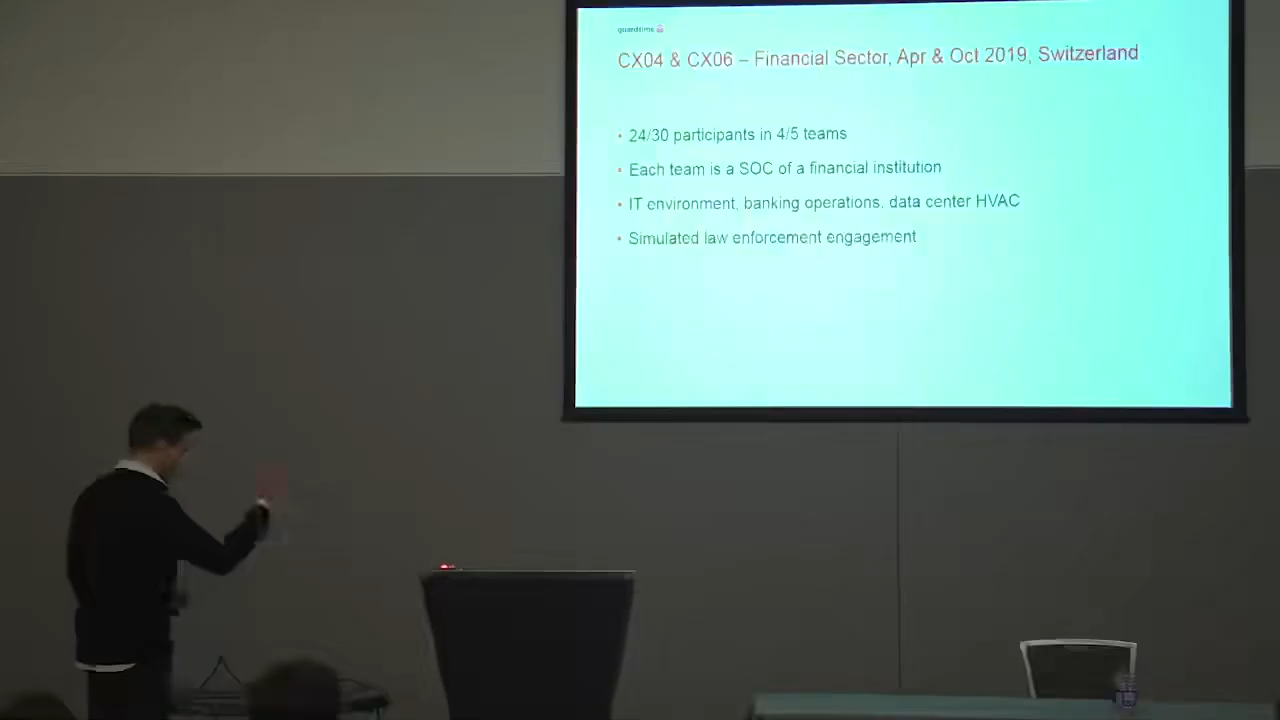 guardtime
CX04 & CX06 – Financial Sector, Apr & Oct 2019, Switzerland
• 24/30 participants in 4/5 teams
• Each team is a SOC of a financial institution
• IT environment, banking operations, data center HVAC
• Simulated law enforcement engagement